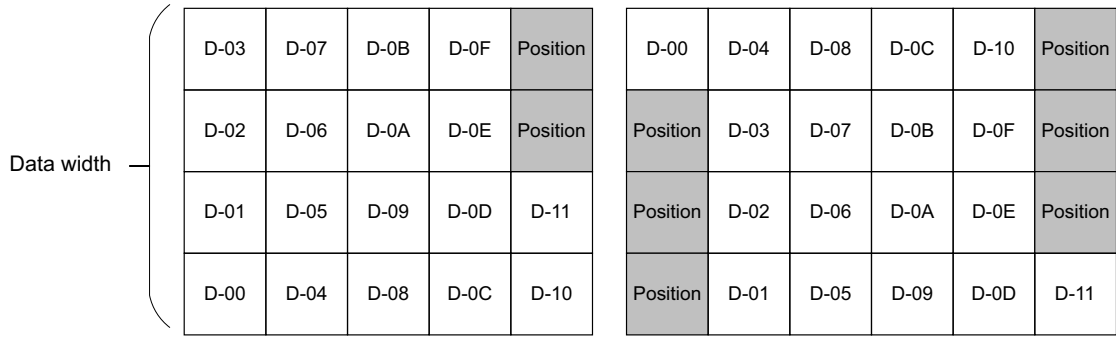 D-03 D-07 D-0B D-0F Position D-00 D-04 D-08 D-0C D-10 Position
D-02 D-06 D-0A D-0E Position Position D-03 D-07 D-0B D-0F Position
Data width
D-01 D-05 D-09 D-0D D-11 Position D-02 D-06 D-0A D-0E Position
D-00 D-04 D-08 D-0C D-10 Position D-01 D-05 D-09 D-0D D-11